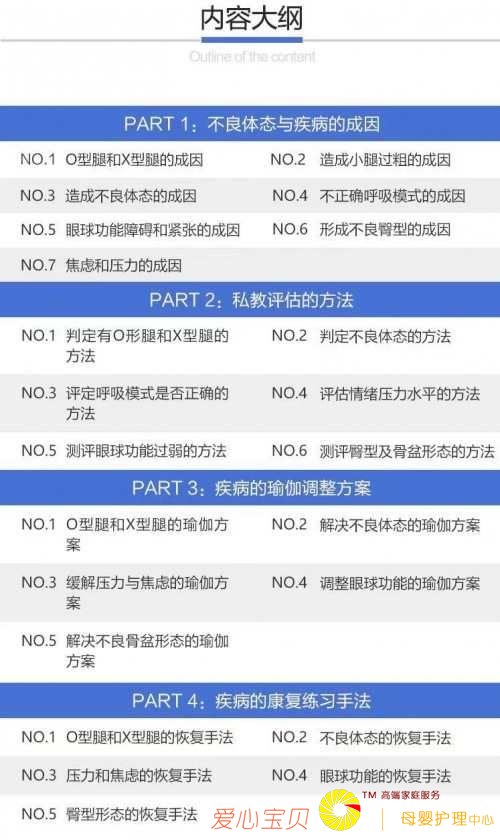 内容大纲
Outline of the content
PART 1：不良体态与疾病的成因
NO.1 O型腿和X型腿的成因
NO.2 造成小腿过粗的成因
NO.3 造成不良体态的成因
NO.4 不正确呼吸模式的成因
NO.5 眼球功能障碍和紧张的成因
NO.6 形成不良臀型的成因
NO.7 焦虑和压力的成因
PART 2：私教评估的方法
NO.1 判定有O形腿和X型腿的
方法
NO.2 判定不良体态的方法
NO.3 评定呼吸模式是否正确的
方法
NO.4 评估情绪压力水平的方法
NO.5 测评眼球功能过弱的方法
NO.6 测评臀型及骨盆形态的方法
PART 3：疾病的瑜伽调整方案
NO.1 O型腿和X型腿的瑜伽方
案
NO.2 解决不良体态的瑜伽方案
NO.3 缓解压力与焦虑的瑜伽方
案
NO.4 调整眼球功能的瑜伽方案
NO.5 解决不良骨盆形态的瑜伽
方案
PART 4：疾病的康复练习手法
NO.1 O型腿和X型腿的恢复手法
NO.2 不良体态的恢复手法
NO.3 压力和焦虑的恢复手法
NO.4 眼球功能的恢复手法
NO.5 臀型形态的恢复手法
爱心宝贝
TM 高端家庭服务
母婴护理中心